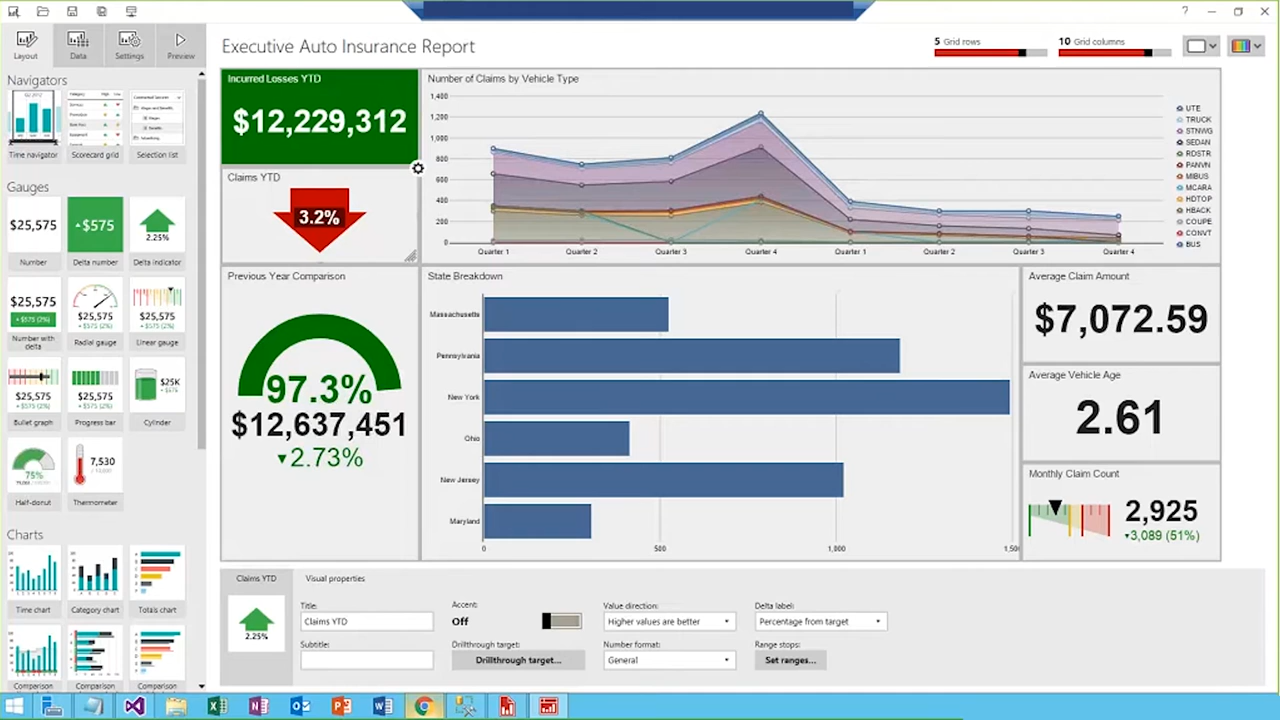 ?
Layout
Data
Settings
Preview
Executive Auto Insurance Report
5 Grid rows
10 Grid columns
Navigators
Time navigator
Scorecard grid
Selection list
Gauges
$25,575
Number
$575
Delta number
2.25%
Delta indicator
$25,575
+$575 (2%)
Number with
delta
$25,575
+$575 (2%)
Radial gauge
$25,575
+$575 (2%)
Linear gauge
$25,575
+$575 (2%)
Bullet graph
$25,575
+$575 (2%)
Progress bar
$25K
Cylinder
75%
Half-donut
7,530
Thermometer
Charts
Time chart
Category chart
Totals chart
Comparison
Comparison
Comparison
Incurred Losses YTD
$12,229,312
Claims YTD
3.2%
Number of Claims by Vehicle Type
1,400
1,200
1,000
800
600
400
200
0
Quarter 1
Quarter 2
Quarter 3
Quarter 4
Quarter 1
Quarter 2
Quarter 3
Quarter 4
UTE
TRUCK
STNWG
SEDAN
RDSTR
PANVN
MIBUS
MCARA
HDTOP
HBACK
COUPE
CONVT
BUS
Previous Year Comparison
97.3%
$12,637,451
▾2.73%
State Breakdown
Massachusetts
Pennsylvania
New York
Ohio
New Jersey
Maryland
0
500
1,000
1,50
Average Claim Amount
$7,072.59
Average Vehicle Age
2.61
Monthly Claim Count
2,925
▾3,089 (51%)
Claims YTD
2.25%
Visual properties
Title:
Claims YTD
Subtitle:
Accent:
Off
Drillthrough target:
Drillthrough target...
Value direction:
Higher values are better
Number format:
General
Delta label:
Percentage from target
Range stops:
Set ranges...